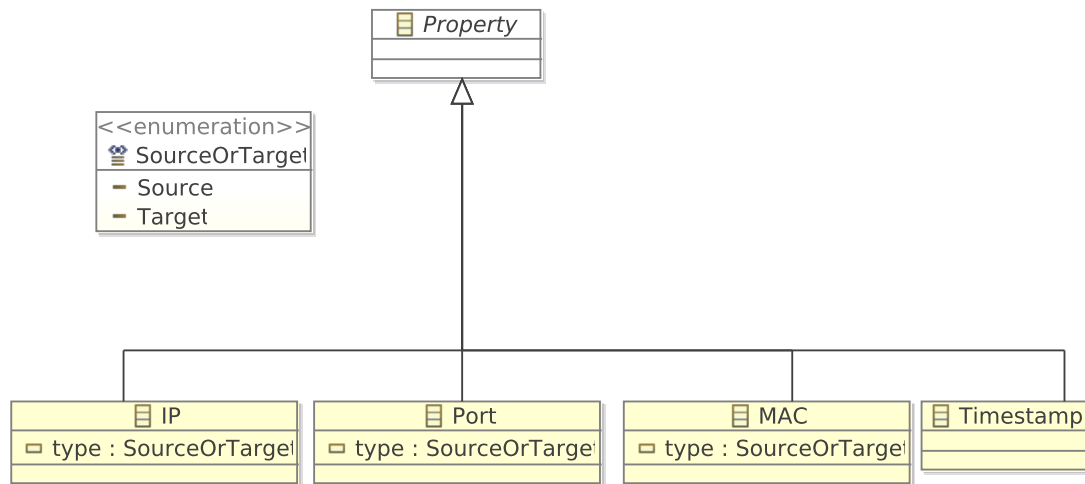 Property
<<enumeration>>
SourceOrTarget
Source
Target
IP
type : SourceOrTarget
Port
type : SourceOrTarget
MAC
type : SourceOrTarget
Timestamp